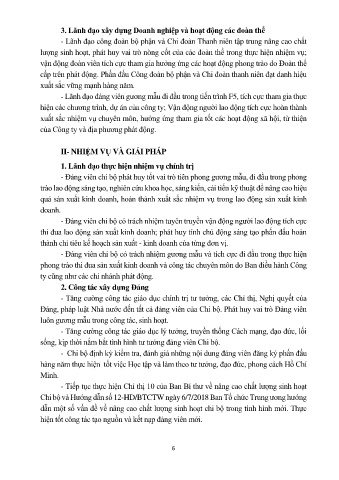 3. Lãnh đạo xây dựng Doanh nghiệp và hoạt động các đoàn thể
- Lãnh đạo công đoàn bộ phận và Chi đoàn Thanh niên tập trung nâng cao chất
lượng sinh hoạt, phát huy vai trò nòng cốt của các đoàn thể trong thực hiện nhiệm vụ;
vận động đoàn viên tích cực tham gia hưởng ứng các hoạt động phong trào do Đoàn thể
cấp trên phát động. Phấn đấu Công đoàn bộ phận và Chi đoàn thanh niên đạt danh hiệu
xuất sắc vững mạnh hàng năm.
- Lãnh đạo đảng viên gương mẫu đi đầu trong tiến trình F5, tích cực tham gia thực
hiện các chương trình, dự án của công ty; Vận động người lao động tích cực hoàn thành
xuất sắc nhiệm vụ chuyên môn, hưởng ứng tham gia tốt các hoạt động xã hội, từ thiện
của Công ty và địa phương phát động.
II- NHIỆM VỤ VÀ GIẢI PHÁP
1. Lãnh đạo thực hiện nhiệm vụ chính trị
- Đảng viên chi bộ phát huy tốt vai trò tiên phong gương mẫu, đi đầu trong phong
trào lao động sáng tạo, nghiên cứu khoa học, sáng kiến, cải tiến kỹ thuật để nâng cao hiệu
quả sản xuất kinh doanh, hoàn thành xuất sắc nhiệm vụ trong lao động sản xuất kinh
doanh.
- Đảng viên chi bộ có trách nhiệm tuyên truyền vận động người lao động tích cực
thi đua lao động sản xuất kinh doanh; phát huy tính chủ động sáng tạo phấn đấu hoàn
thành chỉ tiêu kế hoạch sản xuất - kinh doanh của từng đơn vị.
- Đảng viên chi bộ có trách nhiệm gương mẫu và tích cực đi đầu trong thực hiện
phong trào thi đua sản xuất kinh doanh và công tác chuyên môn do Ban điều hành Công
ty cũng như các chi nhánh phát động.
2. Công tác xây dựng Đảng
- Tăng cường công tác giáo dục chính trị tư tưởng, các Chỉ thị, Nghị quyết của
Đảng, pháp luật Nhà nước đến tất cả đảng viên của Chi bộ. Phát huy vai trò Đảng viên
luôn gương mẫu trong công tác, sinh hoạt.
- Tăng cường công tác giáo dục lý tưởng, truyền thống Cách mạng, đạo đức, lối
sống, kịp thời nắm bắt tình hình tư tưởng đảng viên Chi bộ.
- Chi bộ định kỳ kiểm tra, đánh giá những nội dung đảng viên đăng ký phấn đấu
hàng năm thực hiện tốt việc Học tập và làm theo tư tưởng, đạo đức, phong cách Hồ Chí
Minh.
- Tiếp tục thực hiện Chỉ thị 10 của Ban Bí thư về nâng cao chất lượng sinh hoạt
Chi bộ và Hướng dẫn số 12-HD/BTCTW ngày 6/7/2018 Ban Tổ chức Trung ương hướng
dẫn một số vấn đề về nâng cao chất lượng sinh hoạt chi bộ trong tình hình mới. Thực
hiện tốt công tác tạo nguồn và kết nạp đảng viên mới.
6